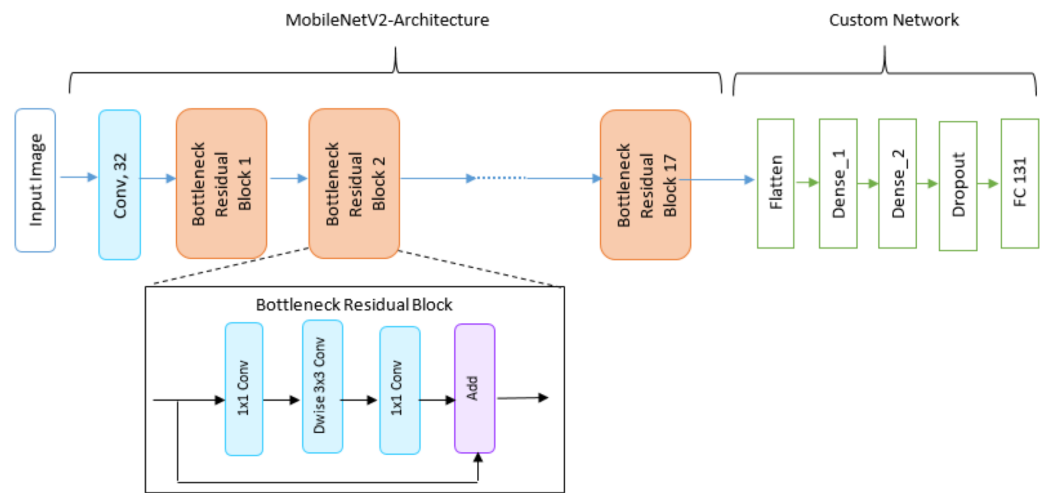 MobileNetV2-Architecture
Custom Network
Input Image
Conv, 32
Bottleneck
Residual
Block 1
Bottleneck
Residual
Block 2
Bottleneck
Residual
Block 17
Flatten
Dense_1
Dense_2
Dropout
FC 131
Bottleneck Residual Block
1x1 Conv
Dwise 3x3 Conv
1x1 Conv
Add